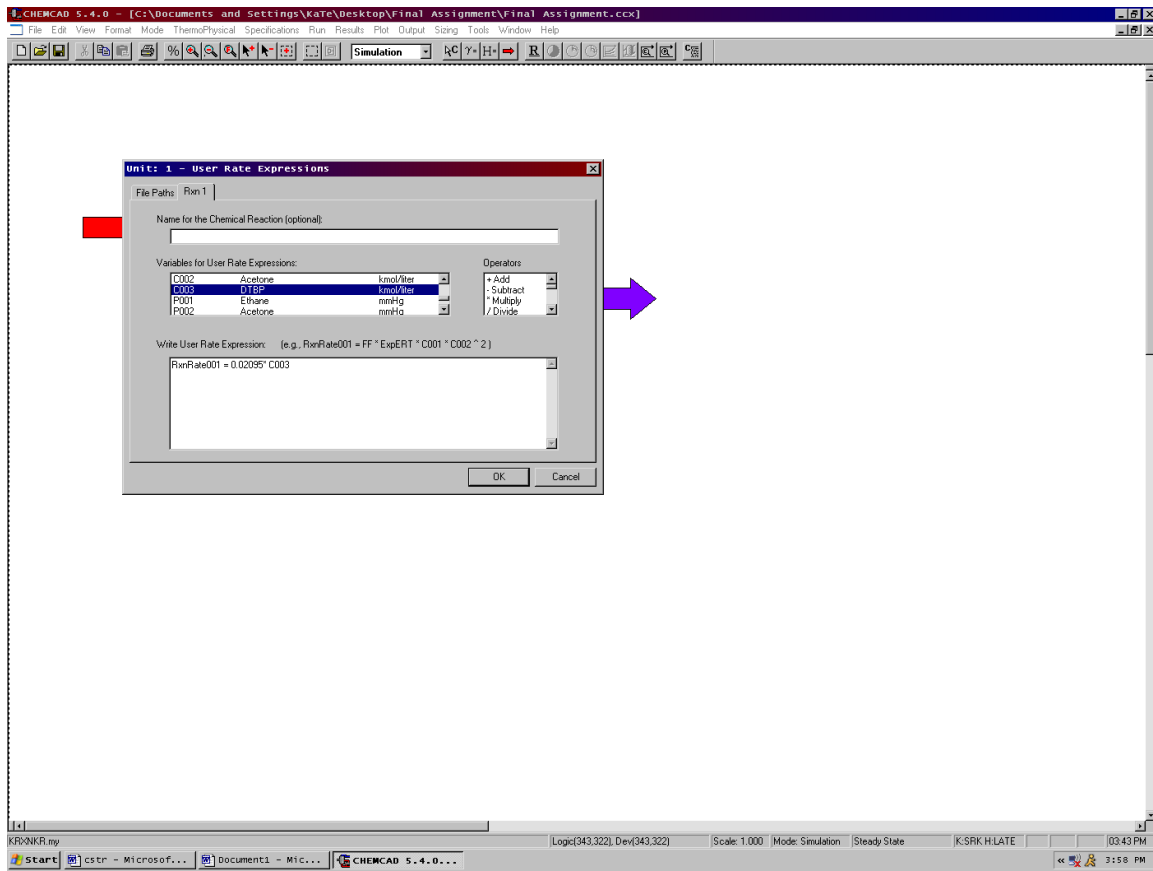 CHEMCAD 5.4.0 - [C:\Documents and Settings\KaTe\Desktop\Final Assignment\Final Assignment.ccx]
File Edit View Format Mode ThermoPhysical Specifications Run Results Plot Output Sizing Tools Window Help
% Simulation R
Unit: 1 - User Rate Expressions
File Paths Rxn 1
Name for the Chemical Reaction (optional):
Variables for User Rate Expressions: Operators
C002 Acetone kmol/liter + Add
C003 DTBP kmol/liter - Subtract
P001 Ethane mmHg * Multiply
P002 Acetone mmHg / Divide
Write User Rate Expression: (e.g., RxnRate001 = FF * ExpERT * C001 * C002 ^ 2 )
RxnRate001 = 0.02095* C003
OK Cancel
KRXNKR.my Logic(343,322), Dev(343,322) Scale: 1.000 Mode: Simulation Steady State K:SRK H:LATE 03:43 PM
Start cstr - Microsof... Document1 - Mic... CHEMCAD 5.4.0... « 3:58 PM